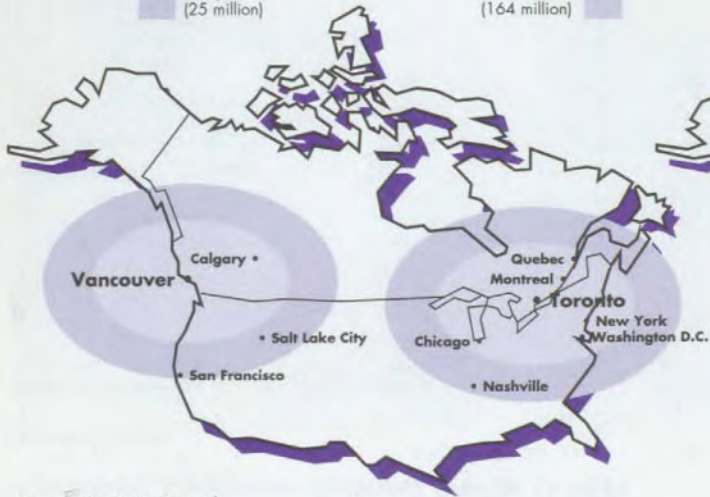 (25 million)
(164 million)
Calgary
Vancouver
Quebec
Montreal
Toronto
Salt Lake City
Chicago
New York
Washington D.C.
San Francisco
Nashville